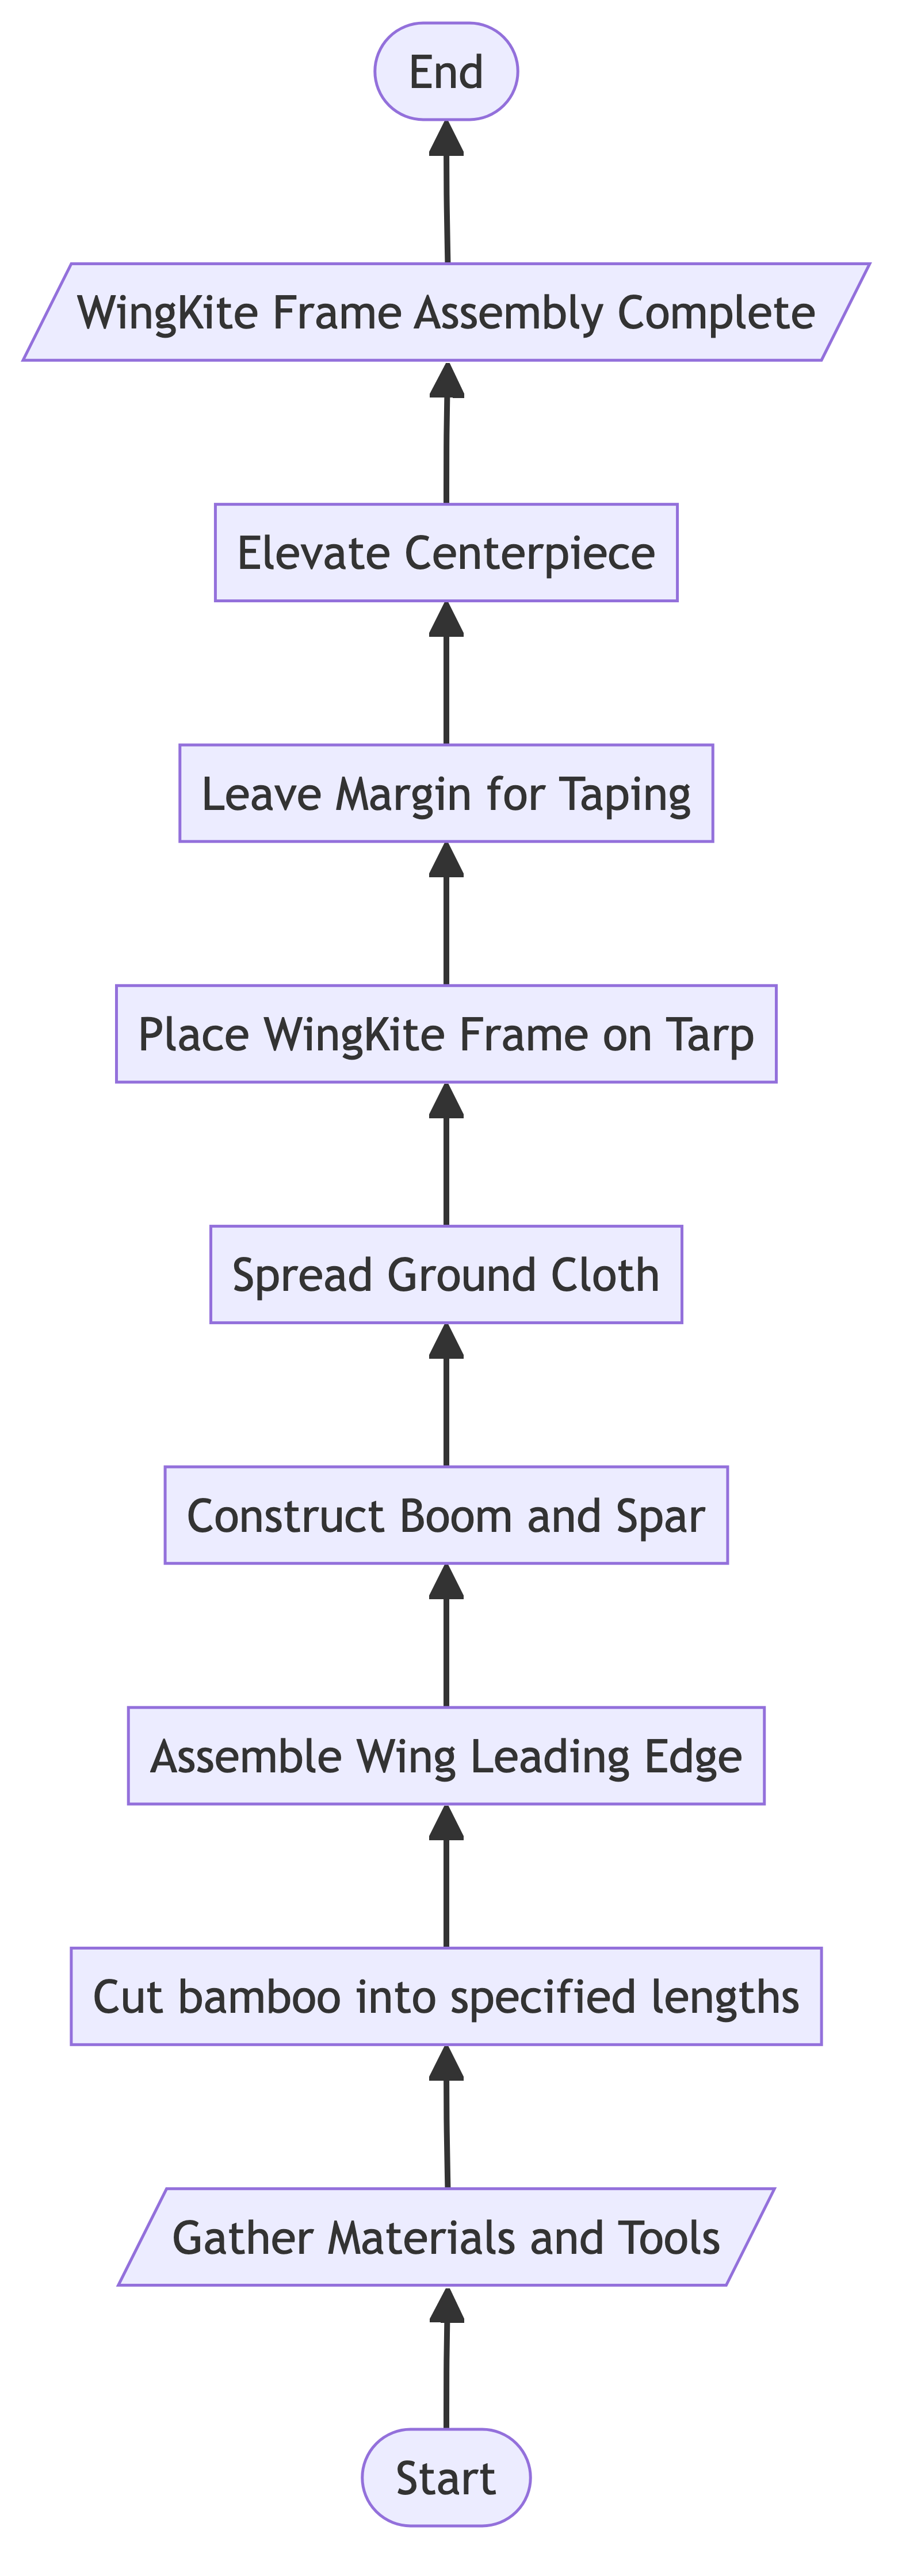 End
WingKite Frame Assembly Complete
Elevate Centerpiece
Leave Margin for Taping
Place WingKite Frame on Tarp
Spread Ground Cloth
Construct Boom and Spar
Assemble Wing Leading Edge
Cut bamboo into specified lengths
Gather Materials and Tools
Start